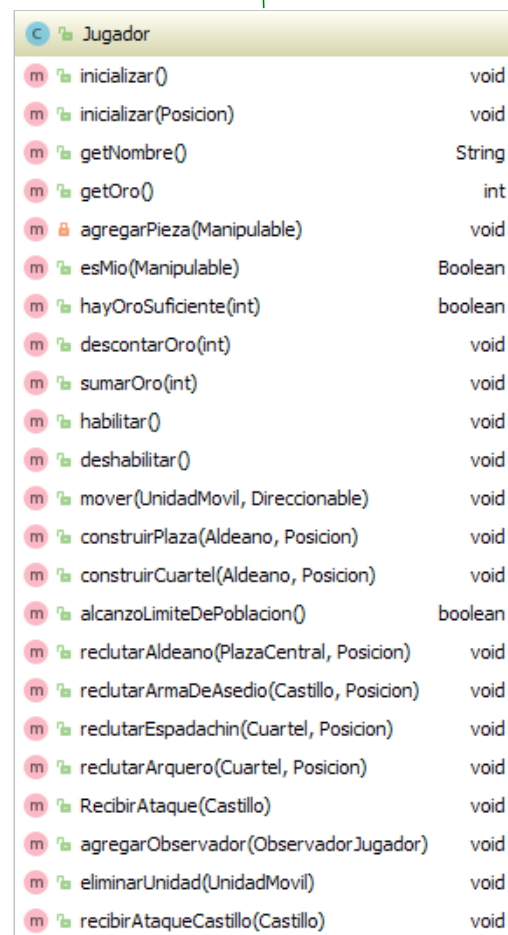 C Jugador
m inicializar() void
m inicializar(Posicion) void
m getNombre() String
m getOro() int
m agregarPieza(Manipulable) void
m esMio(Manipulable) Boolean
m hayOroSuficiente(int) boolean
m descontarOro(int) void
m sumarOro(int) void
m habilitar() void
m deshabilitar() void
m mover(UnidadMovil, Direccionable) void
m construirPlaza(Aldeano, Posicion) void
m construirCuartel(Aldeano, Posicion) void
m alcanzoLimiteDePoblacion() boolean
m reclutarAldeano(PlazaCentral, Posicion) void
m reclutarArmaDeAsedio(Castillo, Posicion) void
m reclutarEspadachin(Cuartel, Posicion) void
m reclutarArquero(Cuartel, Posicion) void
m RecibirAtaque(Castillo) void
m agregarObservador(ObservadorJugador) void
m eliminarUnidad(UnidadMovil) void
m recibirAtaqueCastillo(Castillo) void